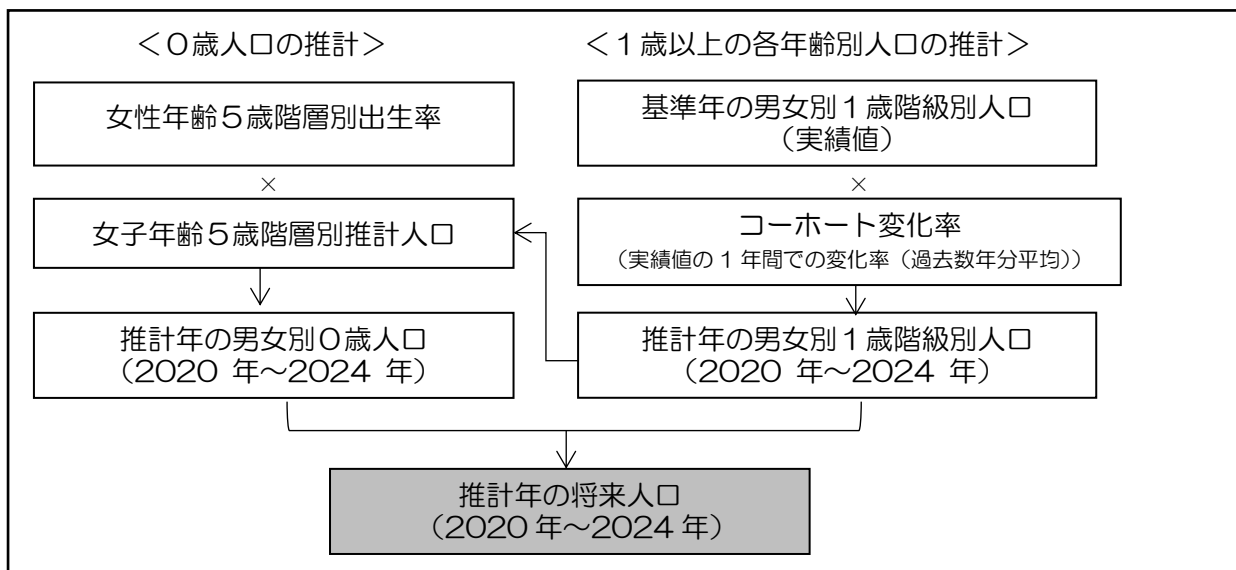 ＜０歳人口の推計＞
女性年齢５歳階層別出生率
×
女子年齢５歳階層別推計人口
推計年の男女別０歳人口
（2020 年～2024 年）
＜１歳以上の各年齢別人口の推計＞
基準年の男女別１歳階級別人口
（実績値）
×
コーホート変化率
（実績値の 1 年間での変化率（過去数年分平均））
推計年の男女別１歳階級別人口
（2020 年～2024 年）
推計年の将来人口
（2020 年～2024 年）